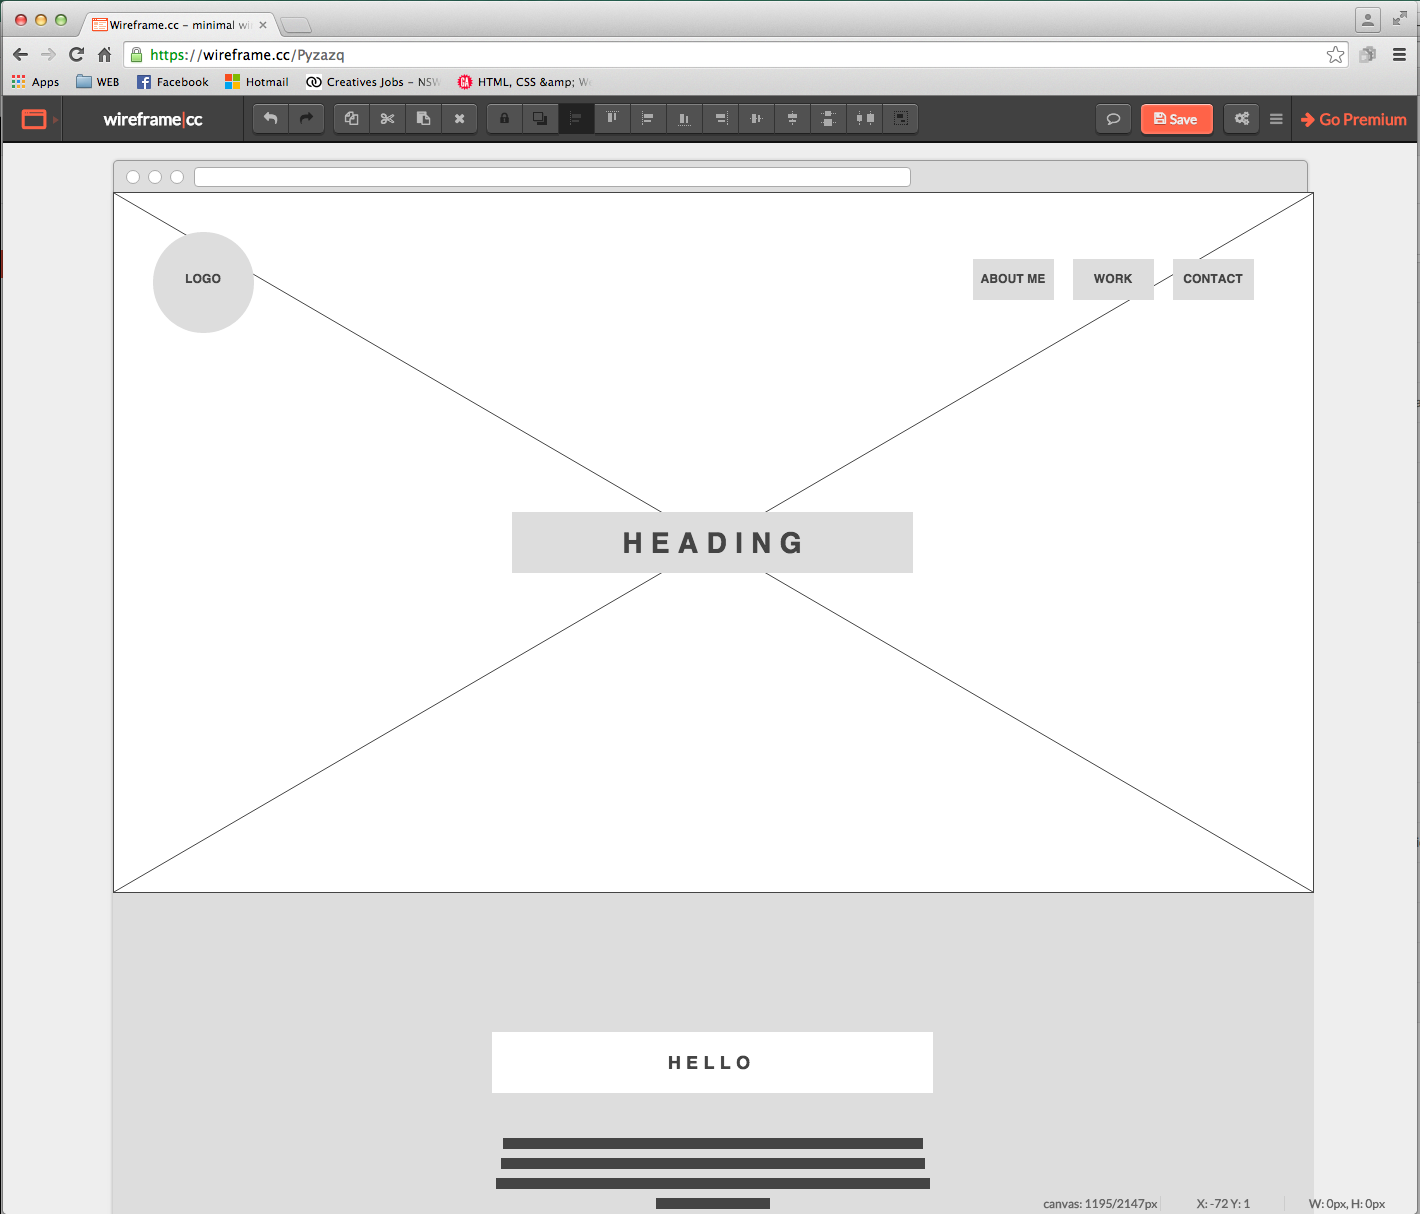 Wireframe.cc – minimal wi
https://wireframe.cc/Pyzazq
Apps WEB Facebook Hotmail Creatives Jobs – NSW HTML, CSS &amp; We
wireframe|cc Save Go Premium
LOGO ABOUT ME WORK CONTACT
HEADING
HELLO
canvas: 1195/2147px X: -72 Y: 1 W: 0px, H: 0px